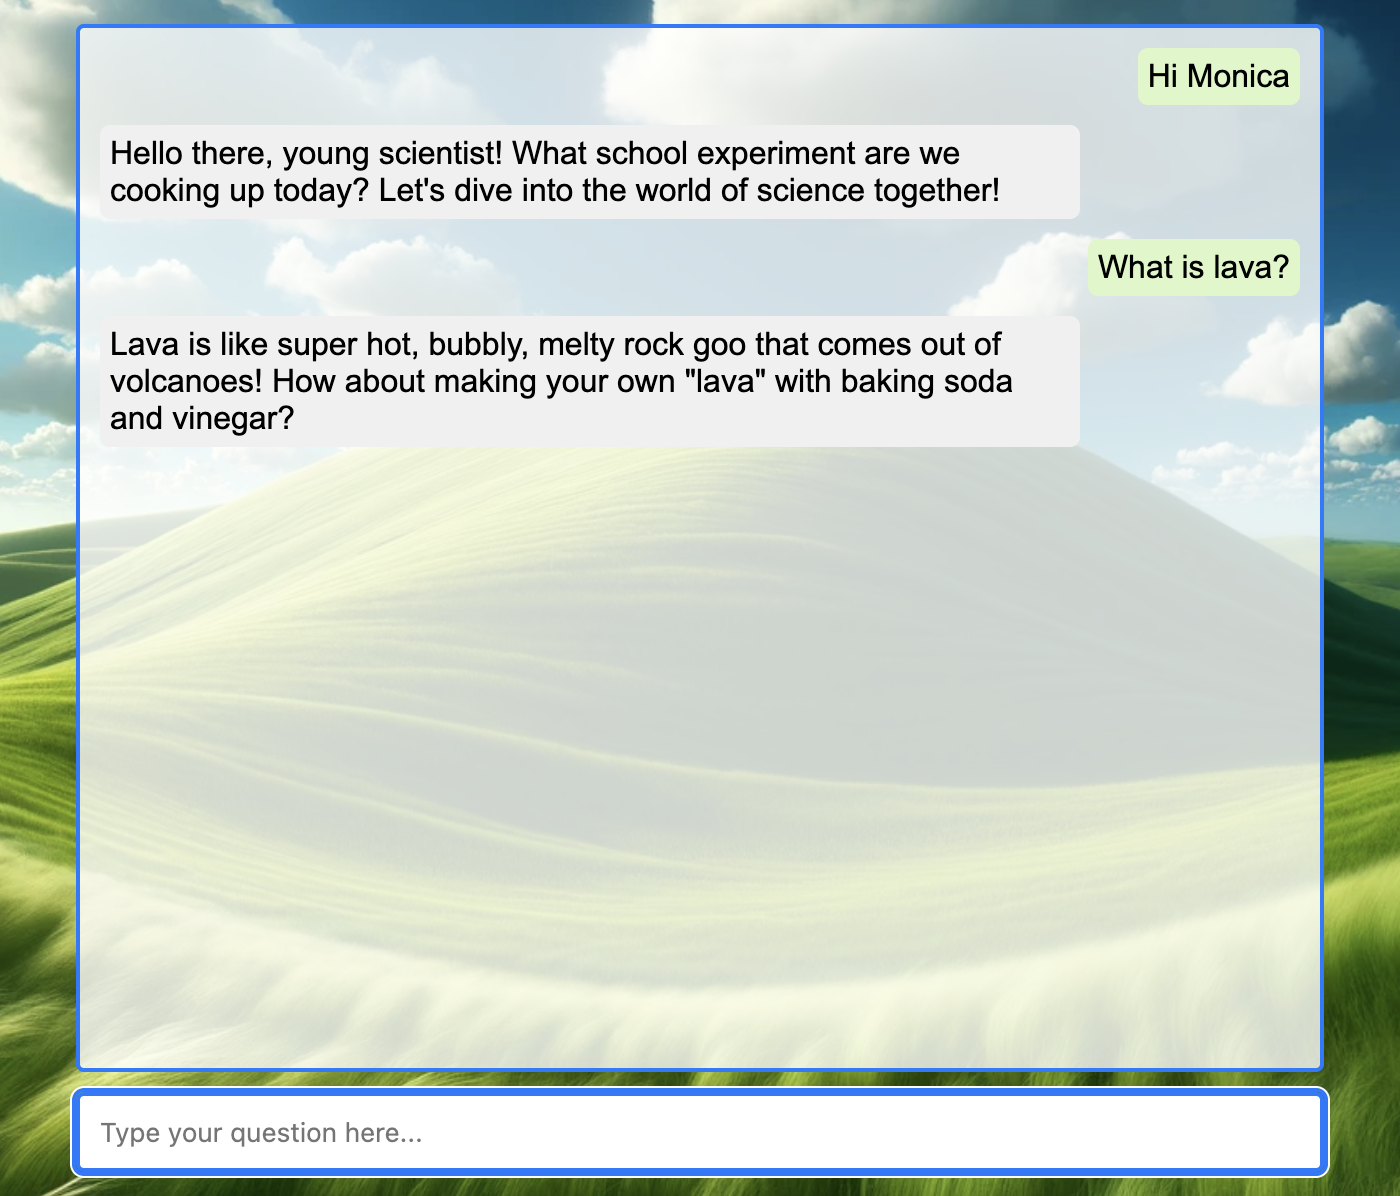 Hi Monica
Hello there, young scientist! What school experiment are we
cooking up today? Let's dive into the world of science together!
What is lava?
Lava is like super hot, bubbly, melty rock goo that comes out of
volcanoes! How about making your own "lava" with baking soda
and vinegar?
Type your question here...